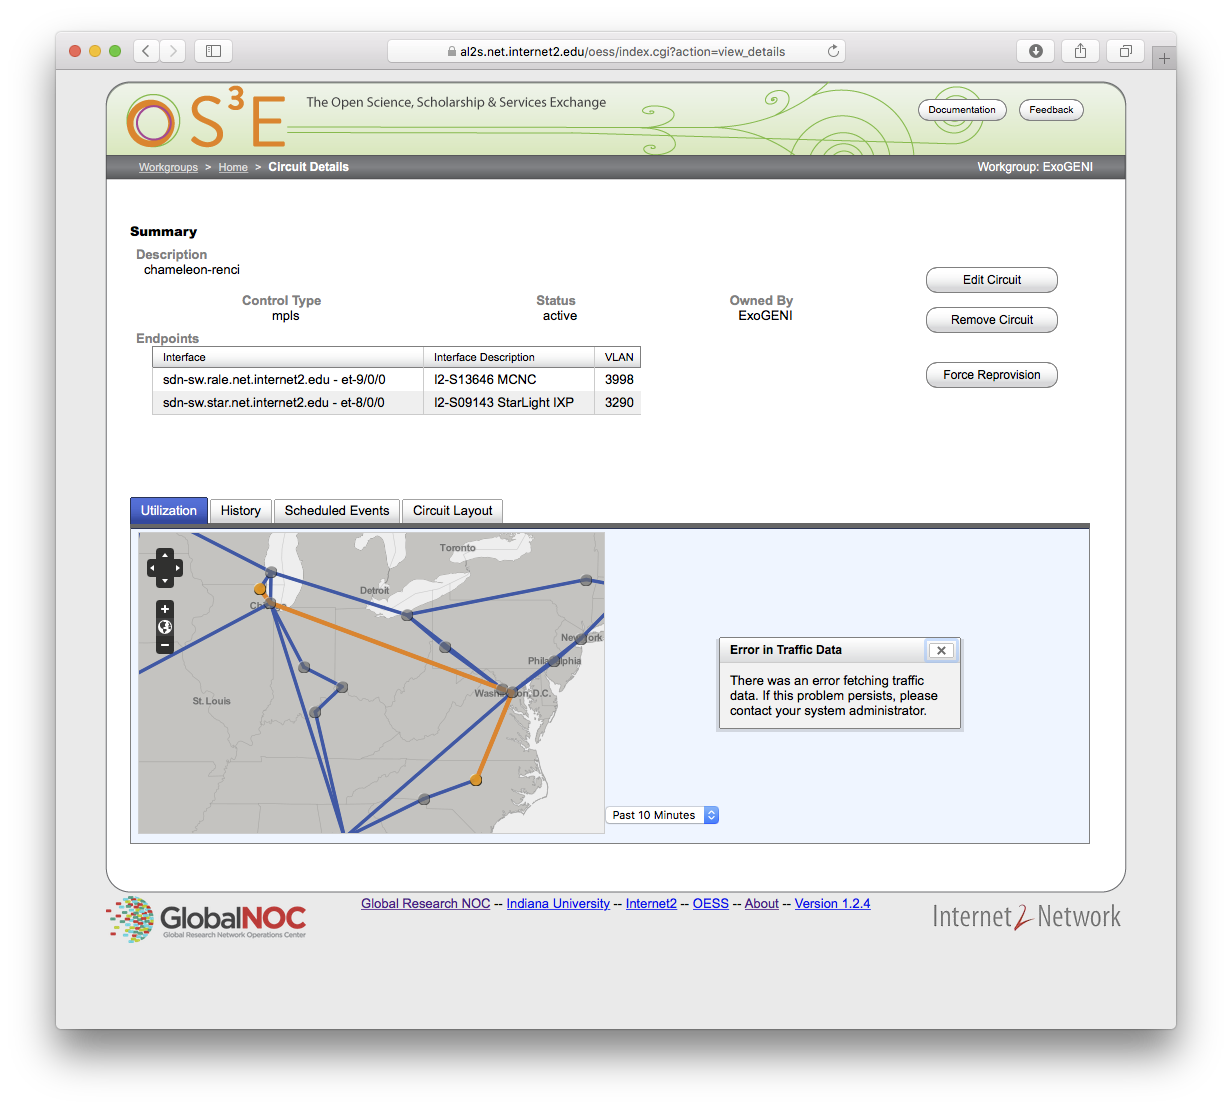 al2s.net.internet2.edu/oess/index.cgi?action=view_details
OS3E
The Open Science, Scholarship & Services Exchange
Documentation
Feedback
Workgroups > Home > Circuit Details
Workgroup: ExoGENI
Summary
Description
chameleon-renci
Edit Circuit
Control Type
Status
Owned By
mpls
active
ExoGENI
Remove Circuit
Endpoints
Interface
Interface Description
VLAN
sdn-sw.rale.net.internet2.edu - et-9/0/0
I2-S13646 MCNC
3998
Force Reprovision
sdn-sw.star.net.internet2.edu - et-8/0/0
I2-S09143 StarLight IXP
3290
Utilization
History
Scheduled Events
Circuit Layout
Toronto
Detroit
Chicago
New York
Philadelphia
Washington, D.C.
St. Louis
Error in Traffic Data
There was an error fetching traffic
data. If this problem persists, please
contact your system administrator.
Past 10 Minutes
GlobalNOC
Global Research Network Operations Center
Global Research NOC -- Indiana University -- Internet2 -- OESS -- About -- Version 1.2.4
Internet2 Network